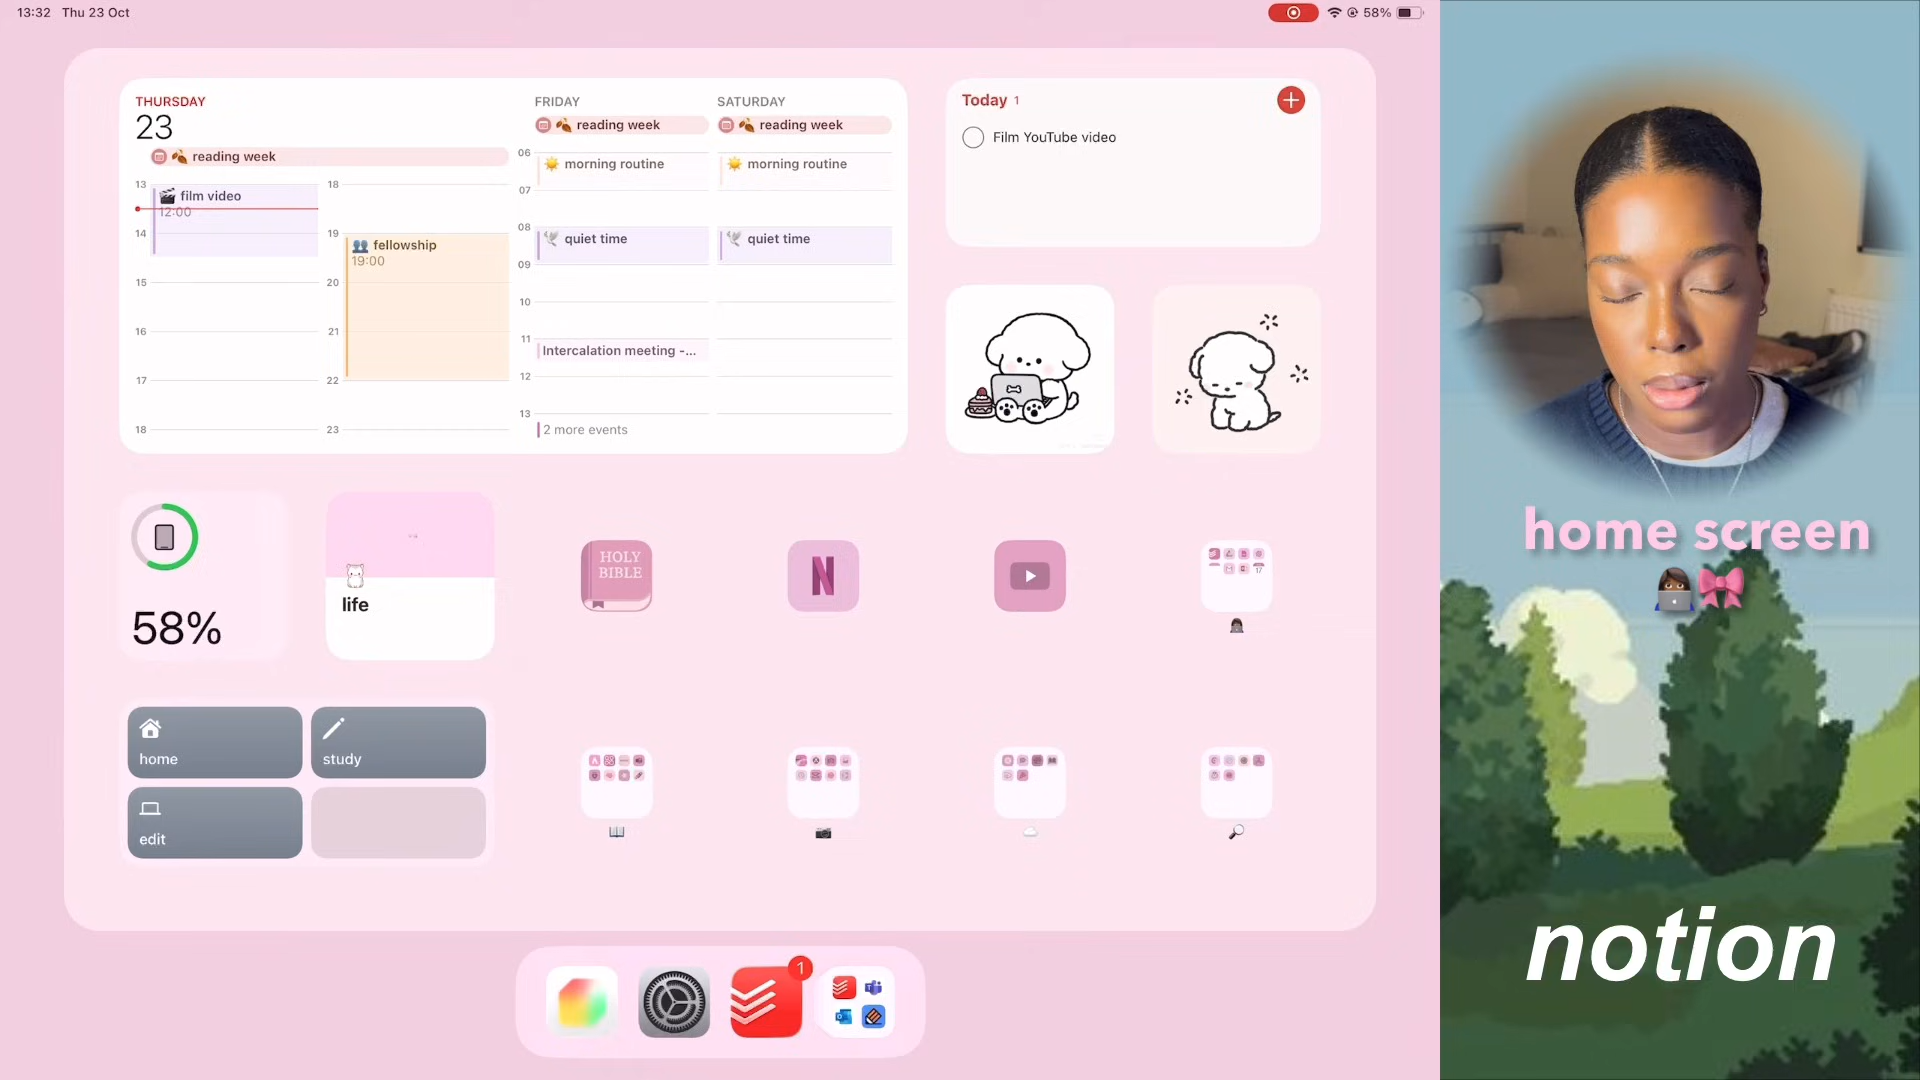 13:32 Thu 23 Oct
58%
THURSDAY
23
reading week
13
film video
12:00
14
15
16
17
18
18
19
fellowship
19:00
20
21
22
23
FRIDAY
SATURDAY
reading week
reading week
06
morning routine
morning routine
07
08
quiet time
quiet time
09
10
11
Intercalation meeting -...
12
13
2 more events
Today 1
Film YouTube video
58%
life
HOLY
BIBLE
N
17
home
study
edit
1
home screen
notion